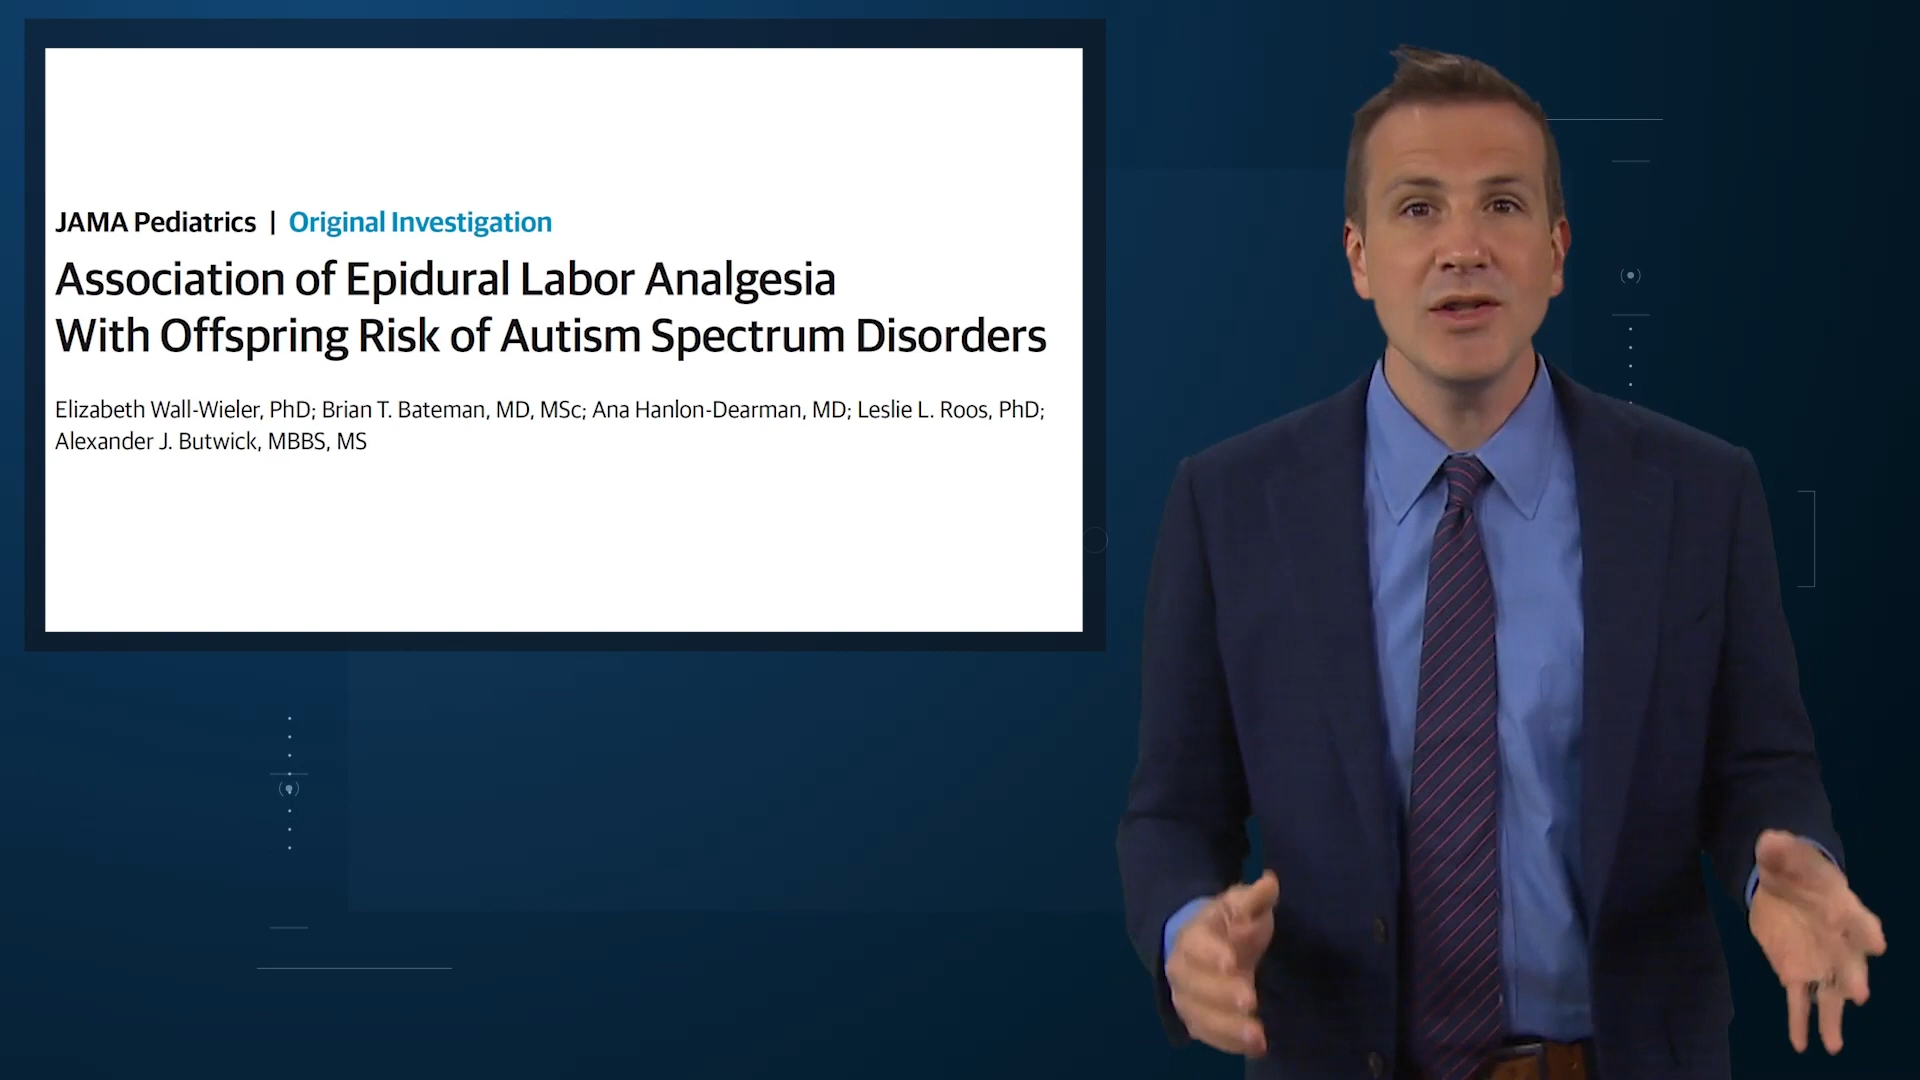 JAMA Pediatrics | Original Investigation
Association of Epidural Labor Analgesia
With Offspring Risk of Autism Spectrum Disorders
Elizabeth Wall-Wieler, PhD; Brian T. Bateman, MD, MSc; Ana Hanlon-Dearman, MD; Leslie L. Roos, PhD;
Alexander J. Butwick, MBBS, MS